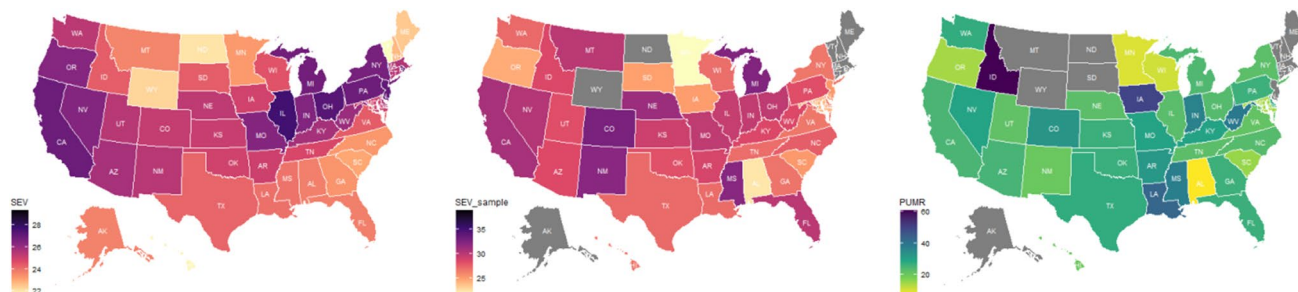 WA
MT
ND
MN
ME
OR
ID
SD
WI
MI
NY
WY
NE
IA
PA
NV
UT
CO
IL
IN
OH
WV
VA
CA
KS
MO
KY
NC
TN
AZ
NM
OK
AR
SC
MS
AL
GA
TX
LA
FL
AK
SEV
28
26
24
22
WA
MT
ND
ME
OR
ID
SD
WI
MI
NY
WY
NE
IA
PA
NV
UT
CO
IL
IN
OH
WV
VA
CA
KS
MO
KY
NC
TN
AZ
NM
OK
AR
SC
MS
AL
GA
TX
LA
FL
AK
SEV_sample
35
30
25
WA
MT
ND
MN
VT
ME
OR
ID
SD
WI
MI
NY
WY
NE
IA
PA
NV
UT
CO
IL
IN
OH
WV
VA
CA
KS
MO
KY
NC
TN
AZ
NM
OK
AR
SC
MS
AL
GA
TX
LA
FL
AK
PUMR
60
40
20